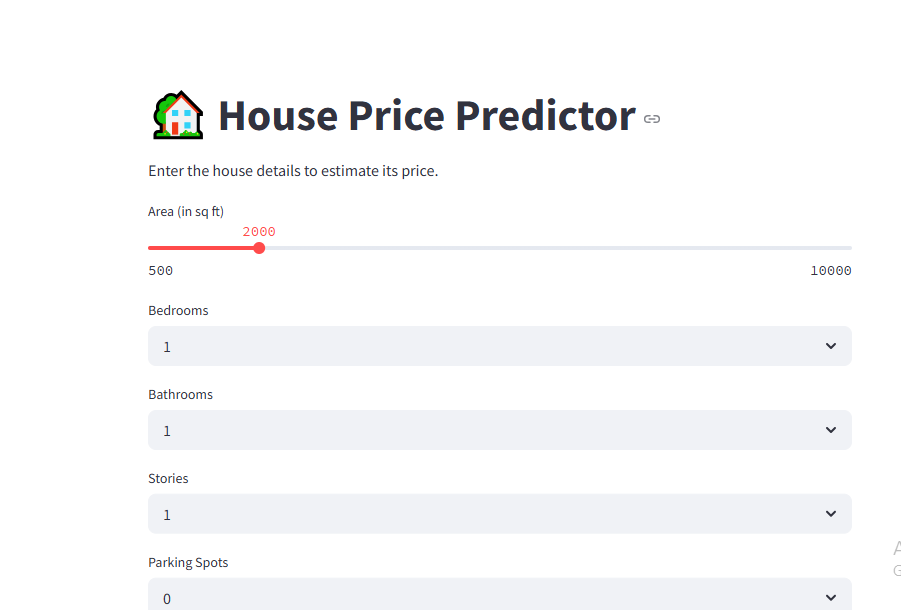 House Price Predictor
Enter the house details to estimate its price.
Area (in sq ft)
2000
500 10000
Bedrooms
1
Bathrooms
1
Stories
1
Parking Spots
0